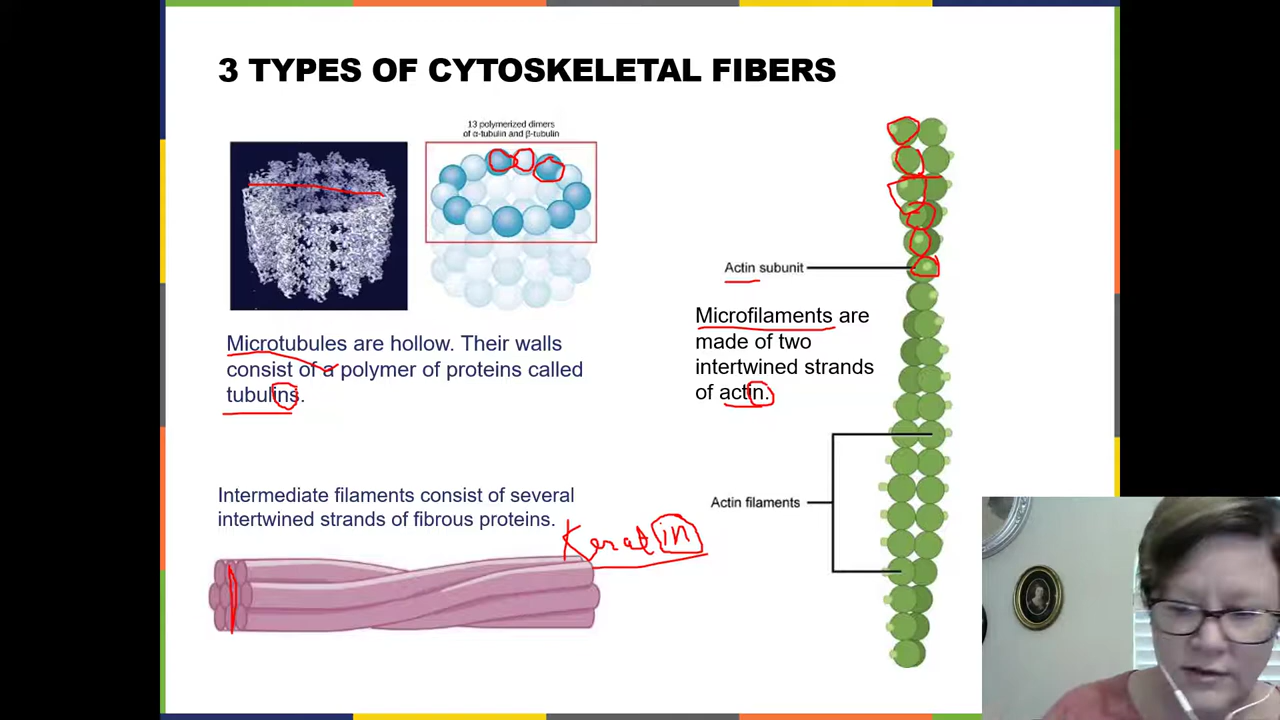 3 TYPES OF CYTOSKELETAL FIBERS
13 polymerized dimers
of α-tubulin and β-tubulin
Microtubules are hollow. Their walls
consist of a polymer of proteins called
tubulins.
Intermediate filaments consist of several
intertwined strands of fibrous proteins.
Keratin
Actin subunit
Microfilaments are
made of two
intertwined strands
of actin.
Actin filaments